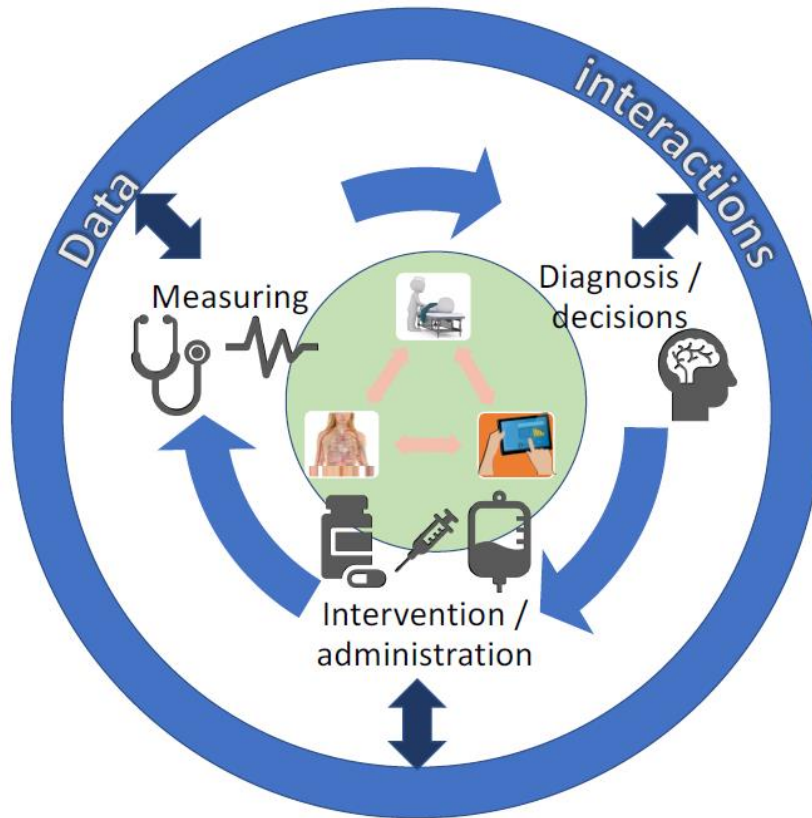 Data
interactions
Measuring
Diagnosis /
decisions
Intervention /
administration